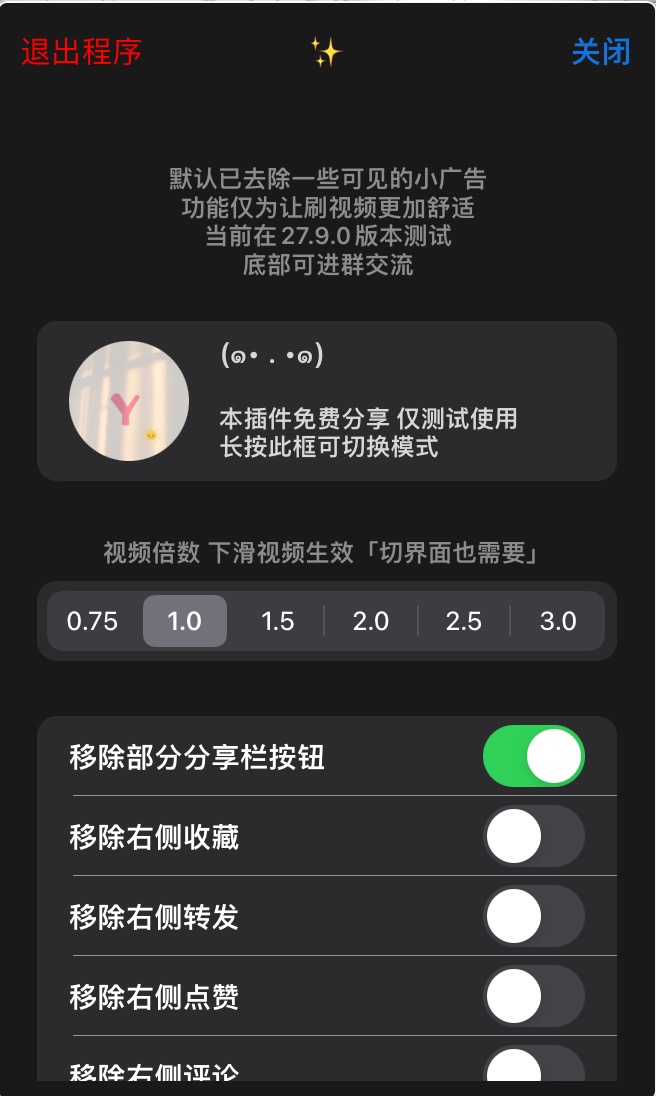 退出程序
✨
关闭
默认已去除一些可见的小广告
功能仅为让刷视频更加舒适
当前在 27.9.0 版本测试
底部可进群交流
(๑• . •๑)
Y
本插件免费分享 仅测试使用
长按此框可切换模式
视频倍数 下滑视频生效「切界面也需要」
0.75 1.0 1.5 2.0 2.5 3.0
移除部分分享栏按钮
移除右侧收藏
移除右侧转发
移除右侧点赞
移除右侧评论